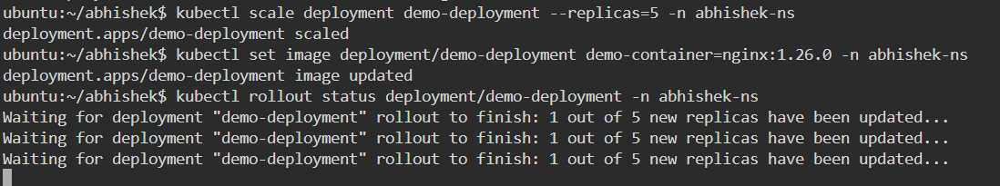 ubuntu:~/abhishek$ kubectl scale deployment demo-deployment --replicas=5 -n abhishek-ns
deployment.apps/demo-deployment scaled
ubuntu:~/abhishek$ kubectl set image deployment/demo-deployment demo-container=nginx:1.26.0 -n abhishek-ns
deployment.apps/demo-deployment image updated
ubuntu:~/abhishek$ kubectl rollout status deployment/demo-deployment -n abhishek-ns
Waiting for deployment "demo-deployment" rollout to finish: 1 out of 5 new replicas have been updated...
Waiting for deployment "demo-deployment" rollout to finish: 1 out of 5 new replicas have been updated...
Waiting for deployment "demo-deployment" rollout to finish: 1 out of 5 new replicas have been updated...